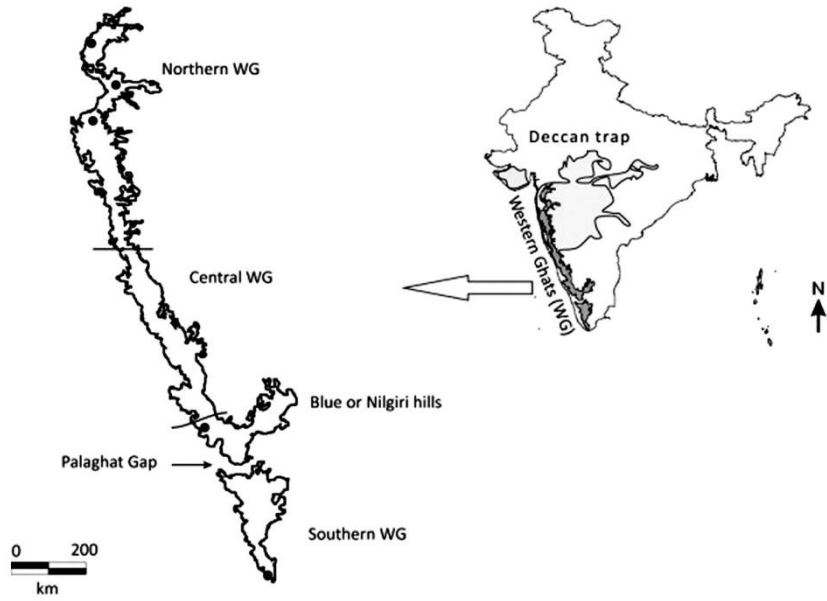 Northern WG
Central WG
Blue or Nilgiri hills
Palaghat Gap
Southern WG
0 200
km
Deccan trap
Western Ghats (WG)
N